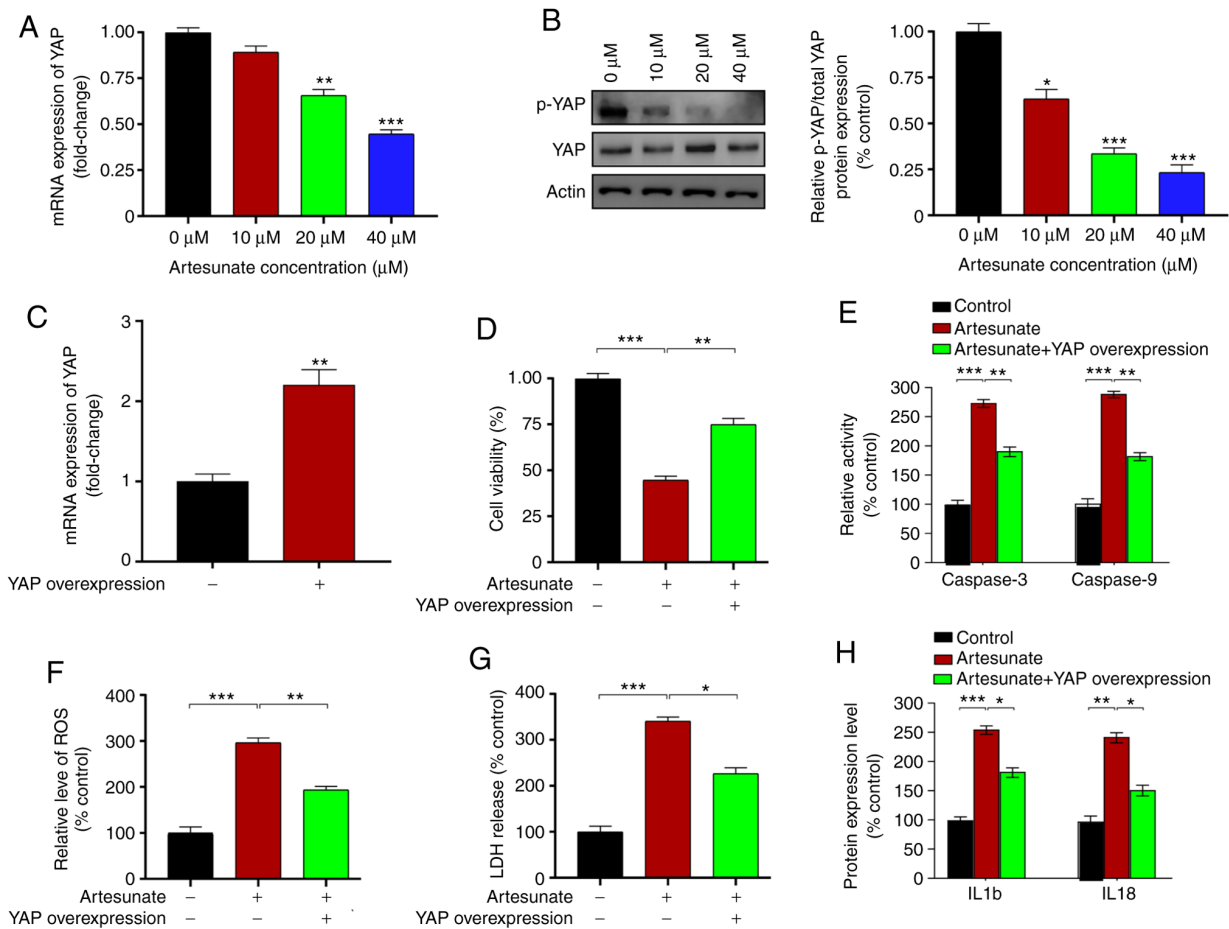 A
mRNA expression of YAP
(fold-change)
1.00
0.75
0.50
0.25
0
**
***
0 μM
10 μM
20 μM
40 μM
Artesunate concentration (μM)
B
0 μM
10 μM
20 μM
40 μM
p-YAP
YAP
Actin
Relative p-YAP/total YAP
protein expression
(% control)
1.00
0.75
0.50
0.25
0
*
***
***
0 μM
10 μM
20 μM
40 μM
Artesunate concentration (μM)
C
mRNA expression of YAP
(fold-change)
3
2
1
0
**
YAP overexpression
–
+
D
Cell viability (%)
1.00
75
50
25
0
***
**
Artesunate – + +
YAP overexpression – – +
E
Control
Artesunate
Artesunate+YAP overexpression
Relative activity
(% control)
300
250
200
150
100
50
0
*** **
*** **
Caspase-3
Caspase-9
F
Relative level of ROS
(% control)
400
300
200
100
0
***
**
Artesunate – + +
YAP overexpression – – +
G
LDH release (% control)
400
300
200
100
0
***
*
Artesunate – + +
YAP overexpression – – +
H
Control
Artesunate
Artesunate+YAP overexpression
Protein expression level
(% control)
300
250
200
150
100
50
0
*** *
** *
IL1b
IL18